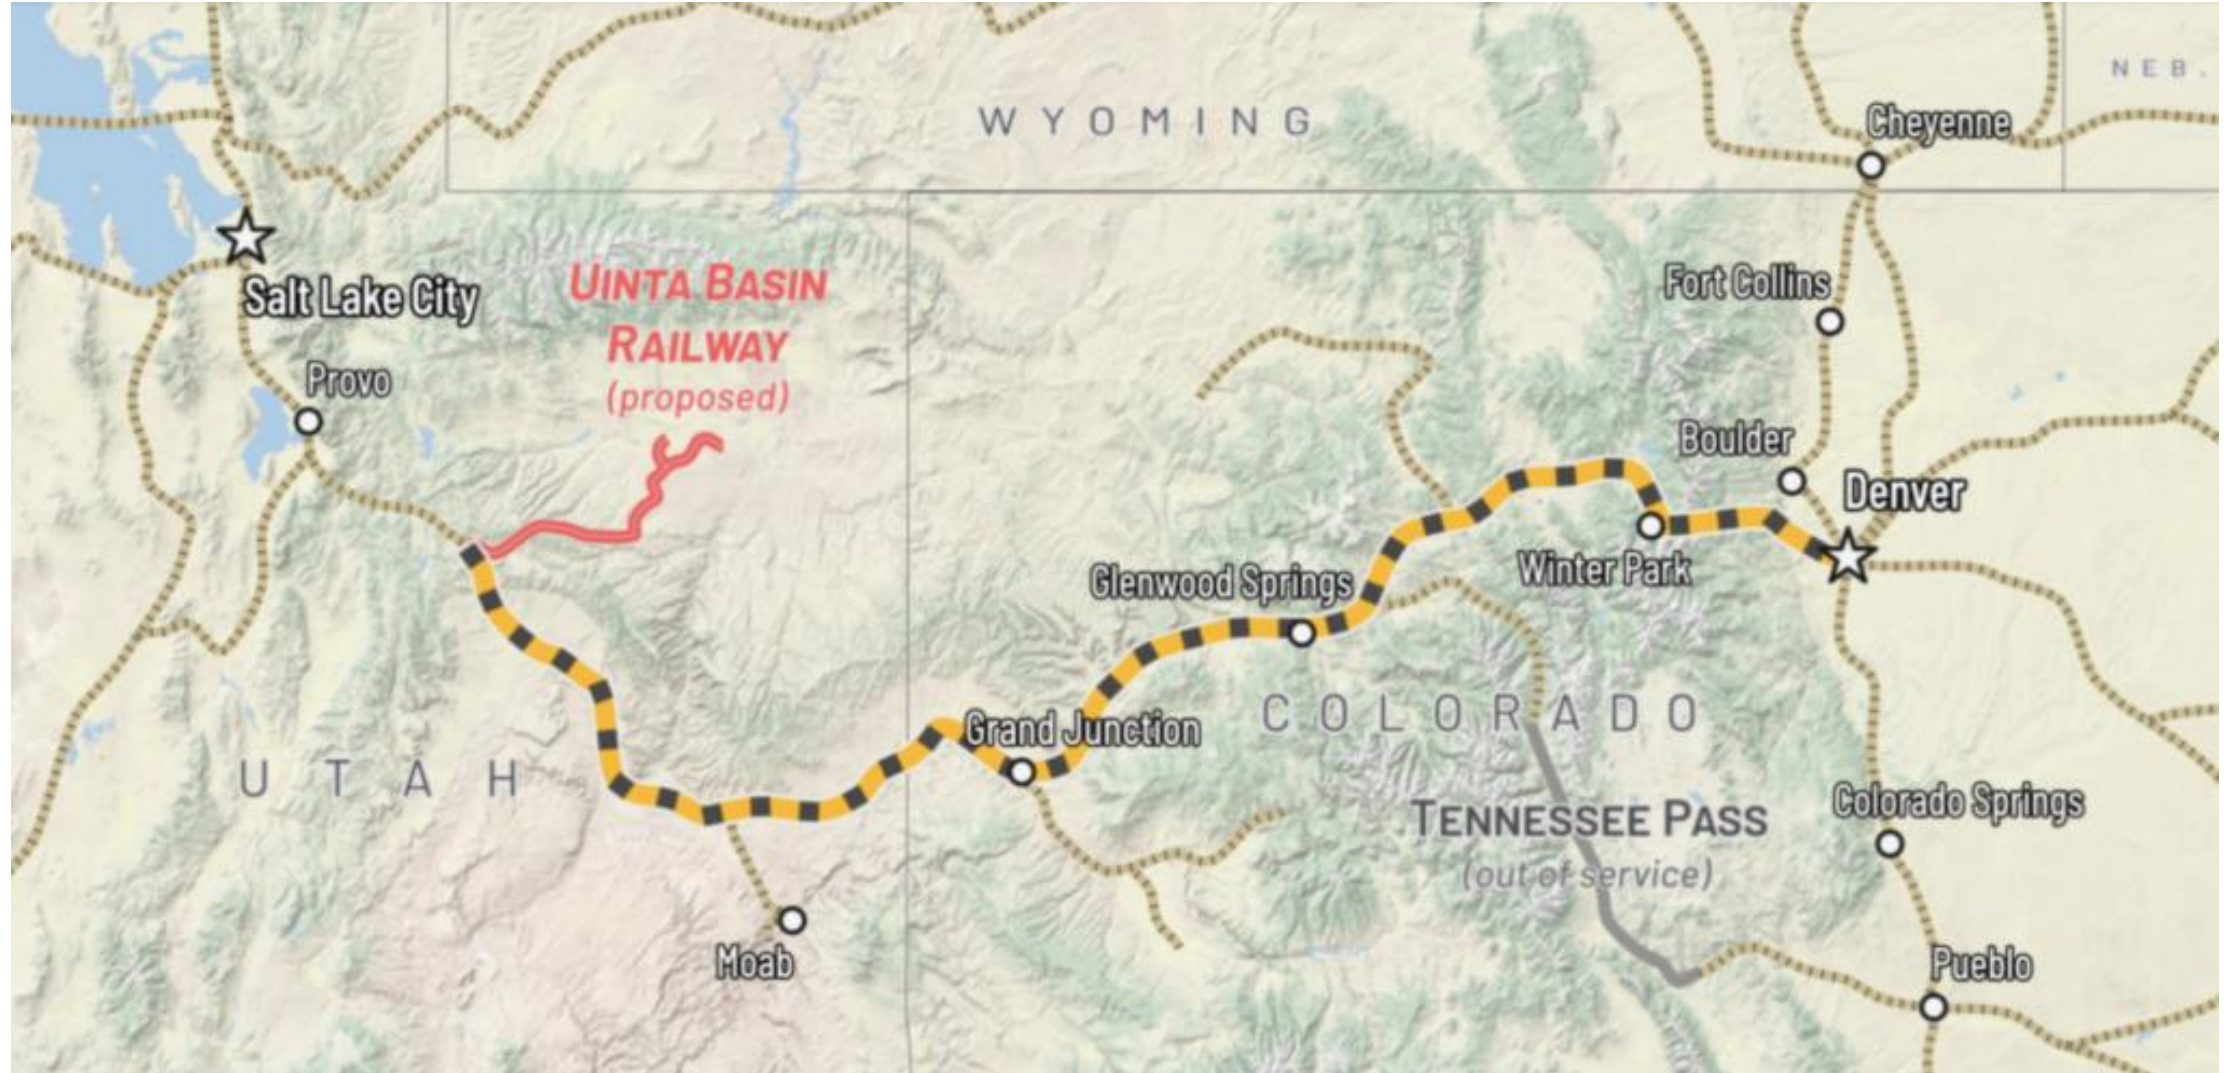 NEB.
WYOMING
Cheyenne
Salt Lake City
UINTA BASIN
RAILWAY
(proposed)
Fort Collins
Provo
Boulder
Denver
Glenwood Springs
Winter Park
Grand Junction
COLORADO
UTAH
TENNESSEE PASS
(out of service)
Colorado Springs
Moab
Pueblo